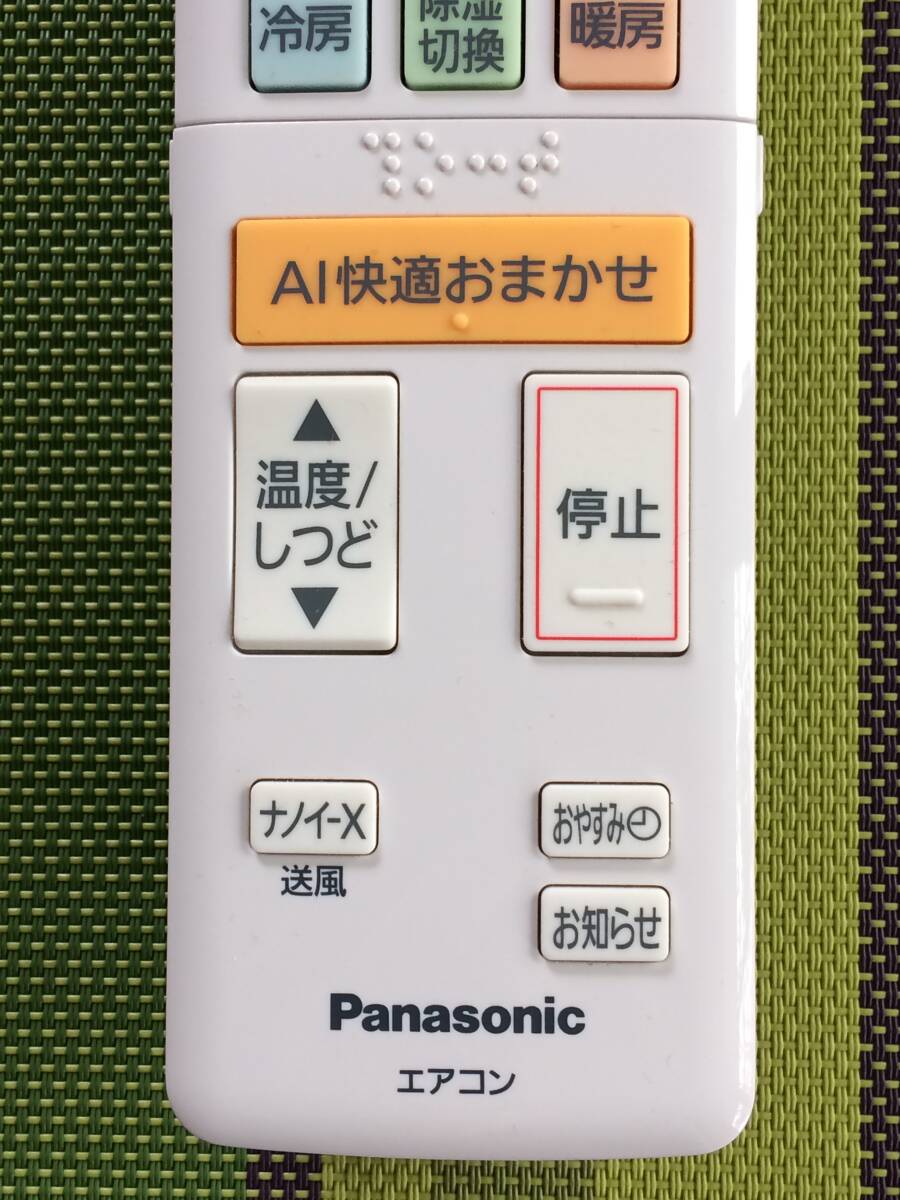 冷房
除湿
切換
暖房
AI快適おまかせ
温度/
しつど
停止
ナノイーX
送風
おやすみ
お知らせ
Panasonic
エアコン